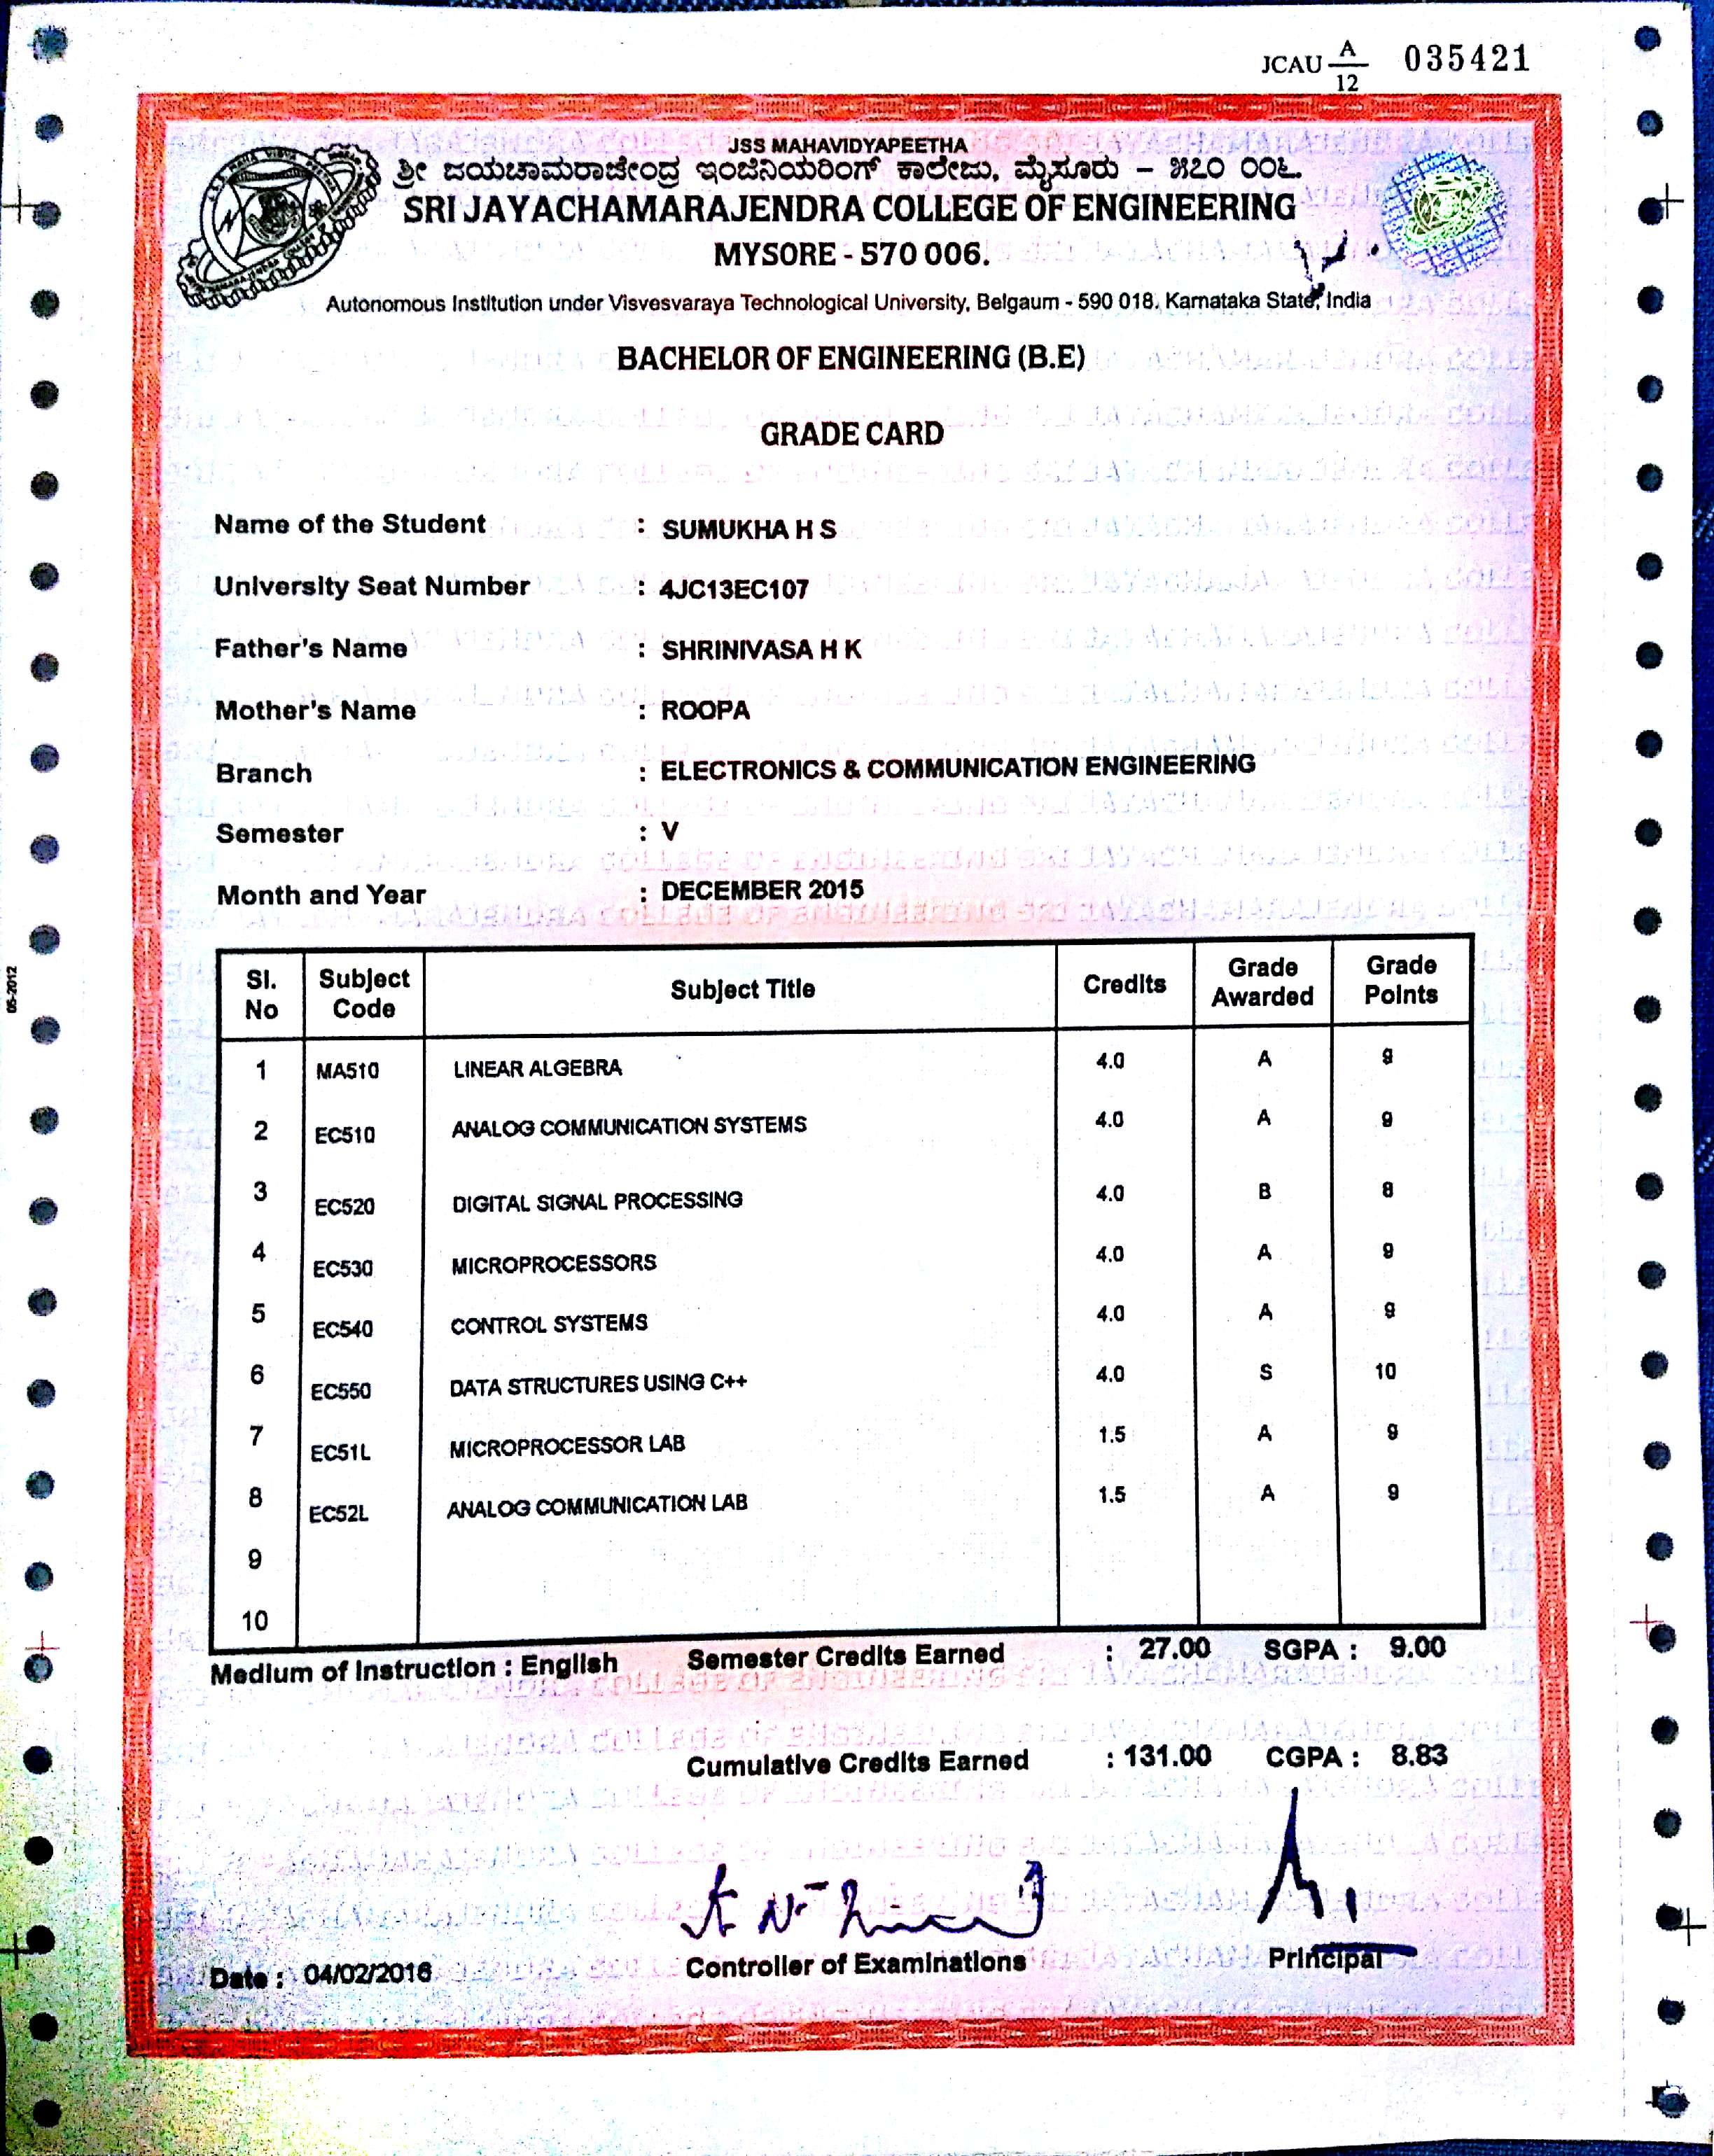 JCAU A/12 035421
JSS MAHAVIDYAPEETHA
ಶ್ರೀ ಜಯಚಾಮರಾಜೇಂದ್ರ ಇಂಜಿನಿಯರಿಂಗ್ ಕಾಲೇಜು, ಮೈಸೂರು – ೫೭೦ ೦೦೬.
SRI JAYACHAMARAJENDRA COLLEGE OF ENGINEERING
MYSORE - 570 006.
Autonomous Institution under Visvesvaraya Technological University, Belgaum - 590 018, Karnataka State, India
BACHELOR OF ENGINEERING (B.E)
GRADE CARD
Name of the Student : SUMUKHA H S
University Seat Number : 4JC13EC107
Father's Name : SHRINIVASA H K
Mother's Name : ROOPA
Branch : ELECTRONICS & COMMUNICATION ENGINEERING
Semester : V
Month and Year : DECEMBER 2015
05-2012
Sl. No Subject Code Subject Title Credits Grade Awarded Grade Points
1 MA510 LINEAR ALGEBRA 4.0 A 9
2 EC510 ANALOG COMMUNICATION SYSTEMS 4.0 A 9
3 EC520 DIGITAL SIGNAL PROCESSING 4.0 B 8
4 EC530 MICROPROCESSORS 4.0 A 9
5 EC540 CONTROL SYSTEMS 4.0 A 9
6 EC550 DATA STRUCTURES USING C++ 4.0 S 10
7 EC51L MICROPROCESSOR LAB 1.5 A 9
8 EC52L ANALOG COMMUNICATION LAB 1.5 A 9
9
10
Medium of Instruction : English Semester Credits Earned : 27.00 SGPA : 9.00
Cumulative Credits Earned : 131.00 CGPA : 8.83
Date : 04/02/2016 Controller of Examinations Principal